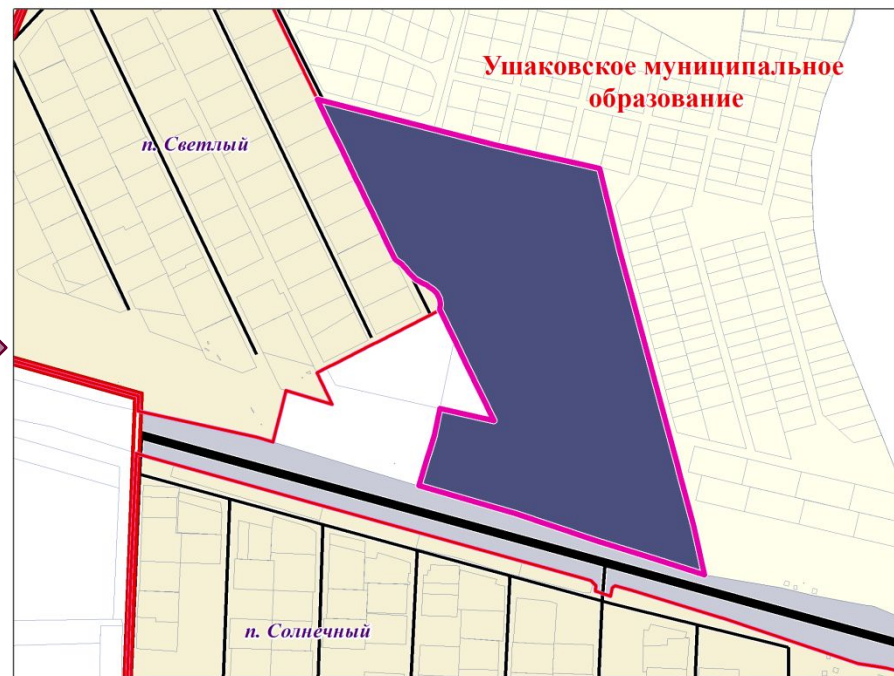 Ушаковское муниципальное
образование
п. Светлый
п. Солнечный